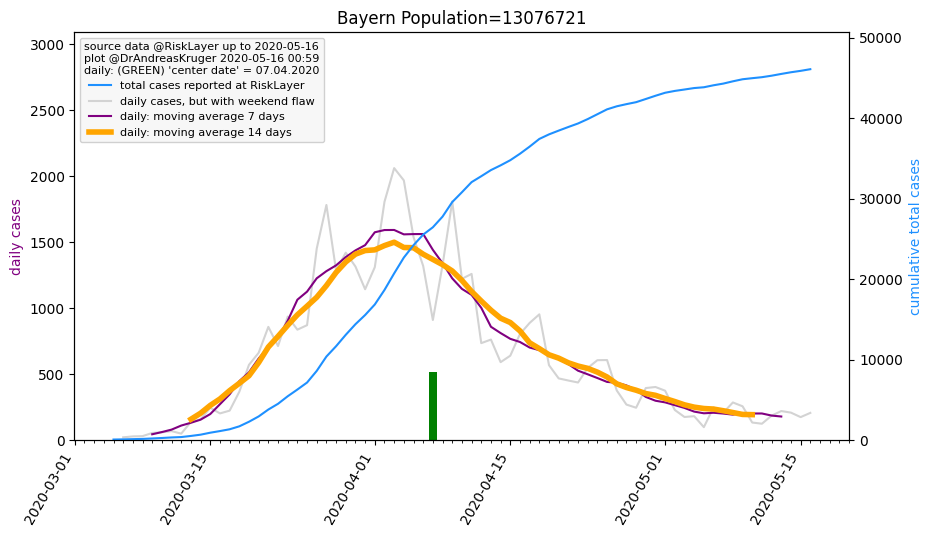 Bayern Population=13076721
source data @RiskLayer up to 2020-05-16
plot @DrAndreasKruger 2020-05-16 00:59
daily: (GREEN) 'center date' = 07.04.2020
total cases reported at RiskLayer
daily cases, but with weekend flaw
daily: moving average 7 days
daily: moving average 14 days
daily cases
3000
2500
2000
1500
1000
500
0
50000
40000
30000
20000
10000
0
cumulative total cases
2020-03-01
2020-03-15
2020-04-01
2020-04-15
2020-05-01
2020-05-15